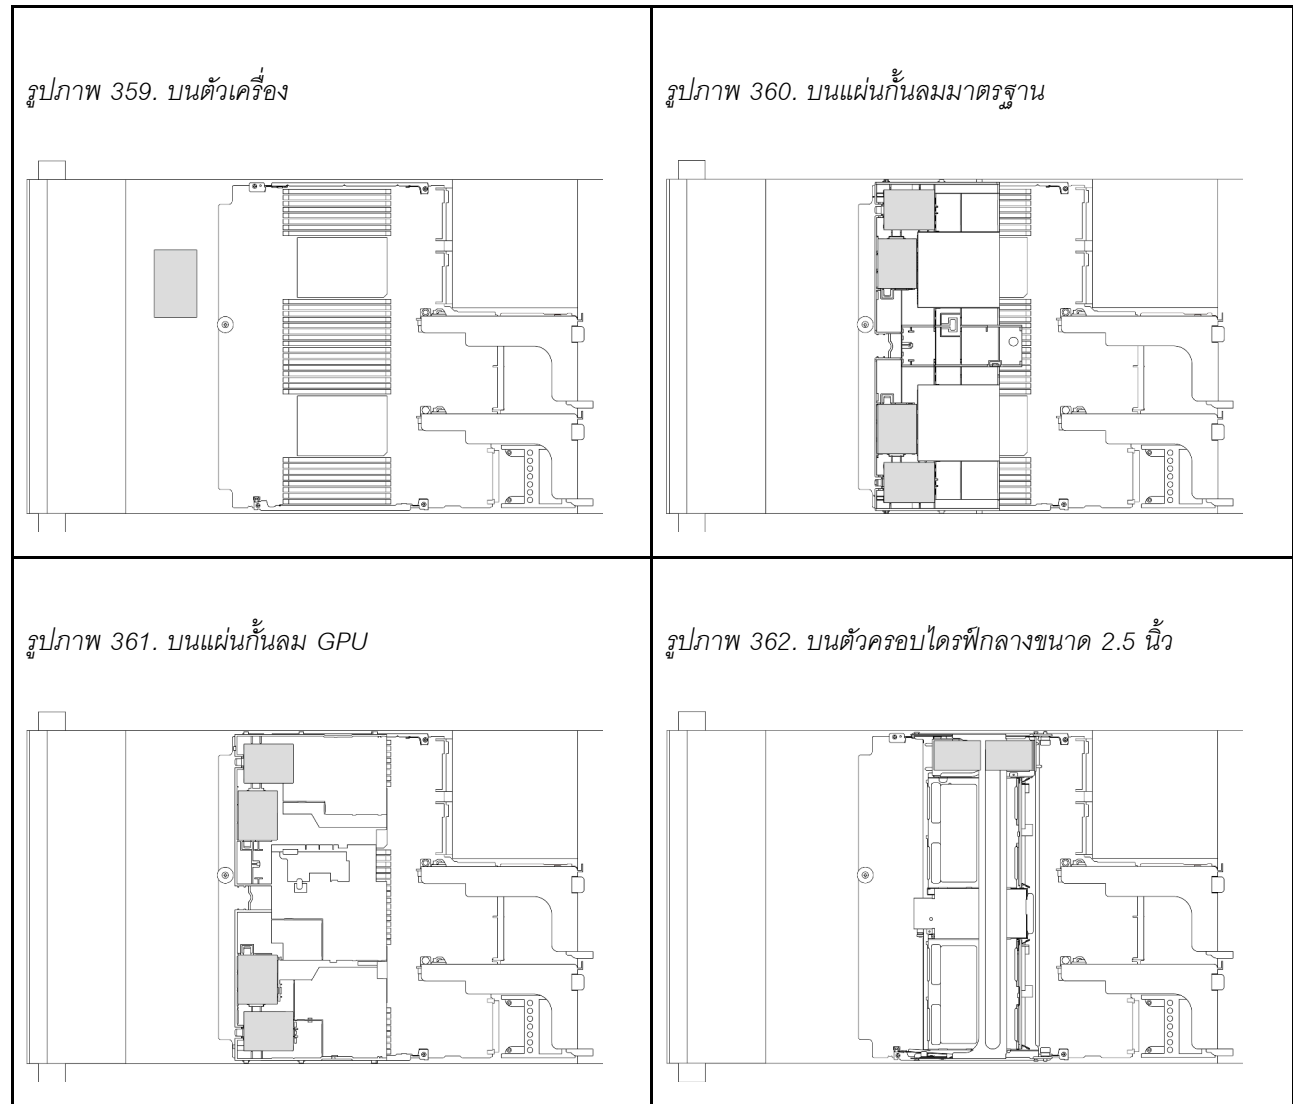 รูปภาพ 359. บนตัวเครื่อง
รูปภาพ 360. บนแผ่นกั้นลมมาตรฐาน
รูปภาพ 361. บนแผ่นกั้นลม GPU
รูปภาพ 362. บนตัวครอบไดรฟ์กลางขนาด 2.5 นิ้ว